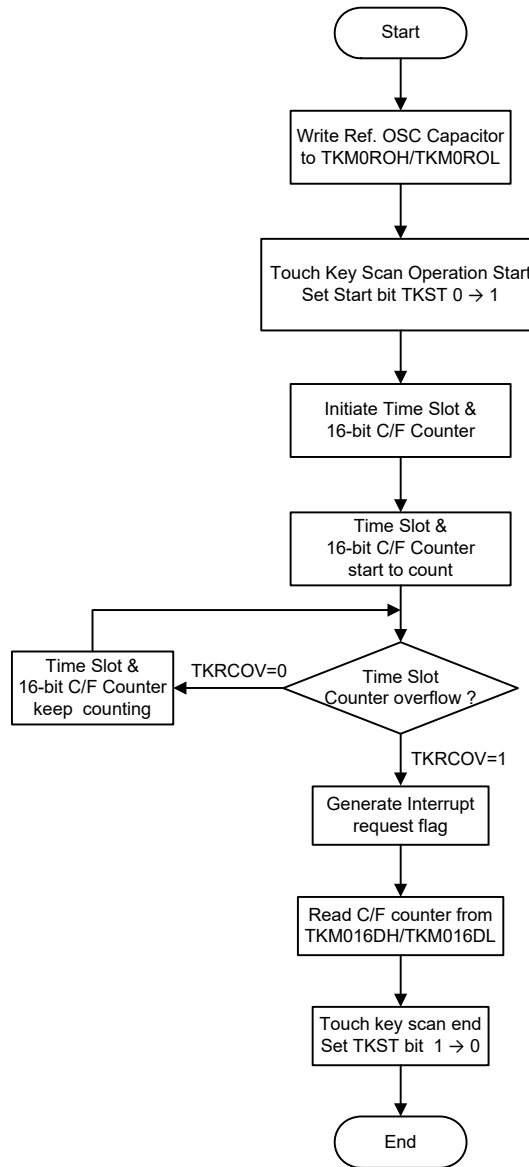 Start
Write Ref. OSC Capacitor
to TKM0ROH/TKM0ROL
Touch Key Scan Operation Start
Set Start bit TKST 0 → 1
Initiate Time Slot &
16-bit C/F Counter
Time Slot &
16-bit C/F Counter
start to count
Time Slot &
16-bit C/F Counter
keep counting
TKRCOV=0
Time Slot
Counter overflow ?
TKRCOV=1
Generate Interrupt
request flag
Read C/F counter from
TKM016DH/TKM016DL
Touch key scan end
Set TKST bit 1 → 0
End